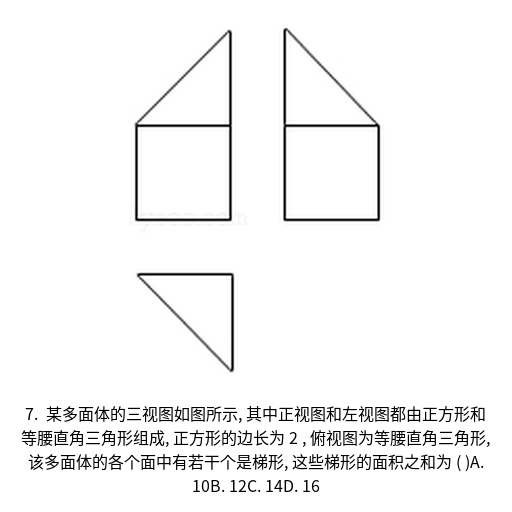 7. 某多面体的三视图如图所示, 其中正视图和左视图都由正方形和
等腰直角三角形组成, 正方形的边长为 2 , 俯视图为等腰直角三角形,
该多面体的各个面中有若干个是梯形, 这些梯形的面积之和为 ( )A.
10B. 12C. 14D. 16